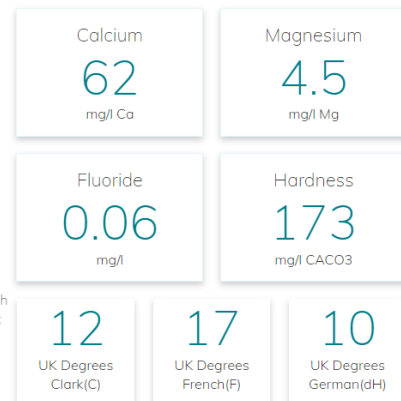 Calcium
62
mg/l Ca
Magnesium
4.5
mg/l Mg
Fluoride
0.06
mg/l
Hardness
173
mg/l CACO3
h
12
UK Degrees
Clark(C)
17
UK Degrees
French(F)
10
UK Degrees
German(dH)